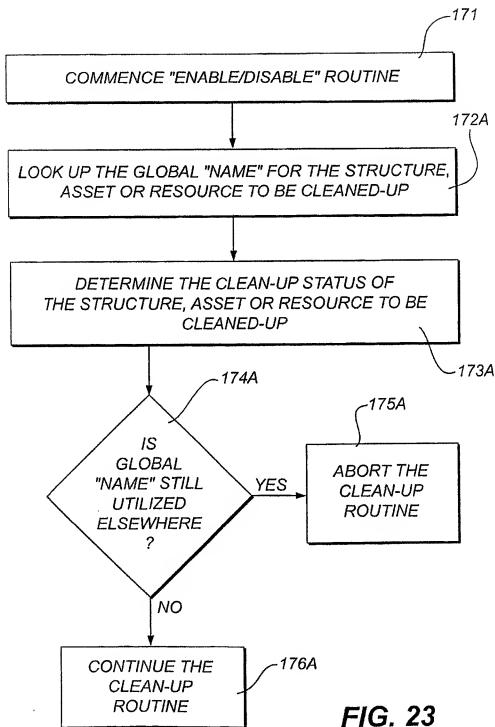 171
COMMENCE "ENABLE/DISABLE" ROUTINE
172A
LOOK UP THE GLOBAL "NAME" FOR THE STRUCTURE,
ASSET OR RESOURCE TO BE CLEANED-UP
DETERMINE THE CLEAN-UP STATUS OF
THE STRUCTURE, ASSET OR RESOURCE TO BE
CLEANED-UP
173A
174A
IS
GLOBAL
"NAME" STILL
UTILIZED
ELSEWHERE
?
YES
175A
ABORT THE
CLEAN-UP
ROUTINE
NO
CONTINUE THE
CLEAN-UP
ROUTINE
176A
FIG. 23